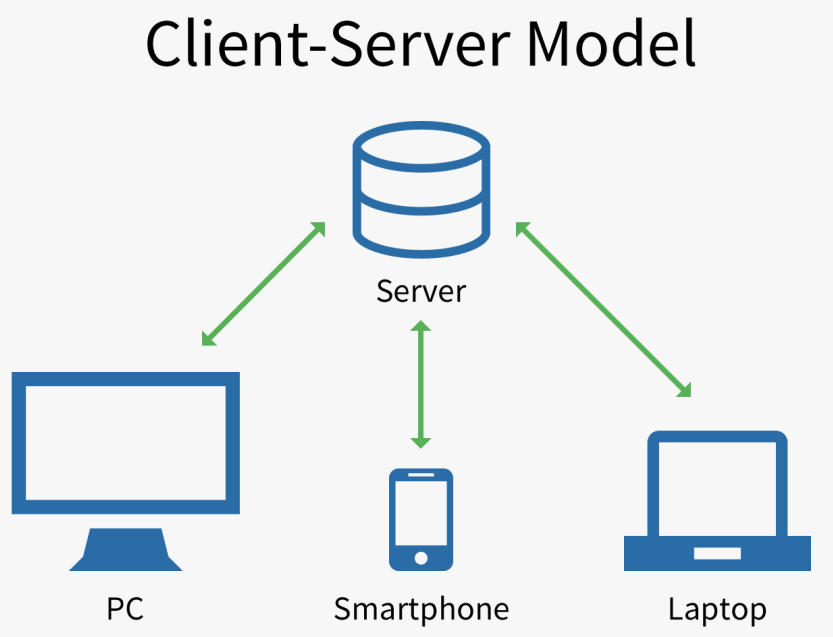 Client-Server Model
Server
PC
Smartphone
Laptop